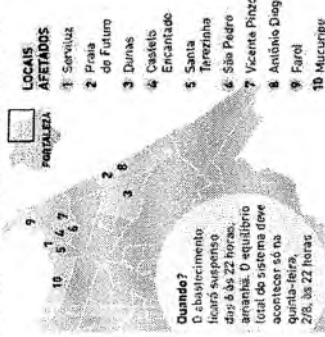 FORTALEZA
LOCAIS
AFETADOS
1 Serviluz
2 Praia
do Futuro
3 Dunas
4 Castelo
Encantado
5 Santa
Terezinha
6 São Pedro
7 Vicente Pinzo
8 Antônio Diog
9 Farol
10 Mucuripe
9
1
10
5 4 7
6
2
8
3
Quando?
O abastecimento
ficará suspenso
das 6 às 22 horas,
amanhã. O equilíbrio
total do sistema deve
acontecer só na
quinta-feira,
2/8, às 22 horas